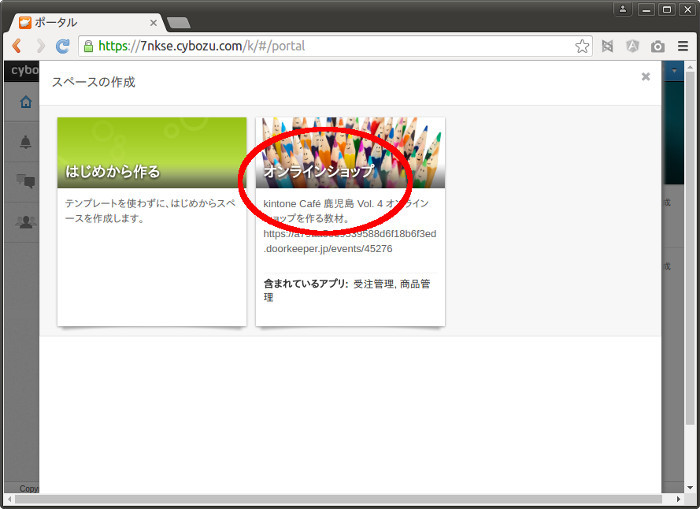 ポータル
https://7nkse.cybozu.com/k/#/portal
cybo
スペースの作成
はじめから作る
テンプレートを使わずに、はじめからスペ
ースを作成します。
オンラインショップ
kintone Café 鹿児島 Vol. 4 オンライン
ショップを作る教材。
.doorkeeper.jp/events/45276
含まれているアプリ: 受注管理, 商品管
理
Copy